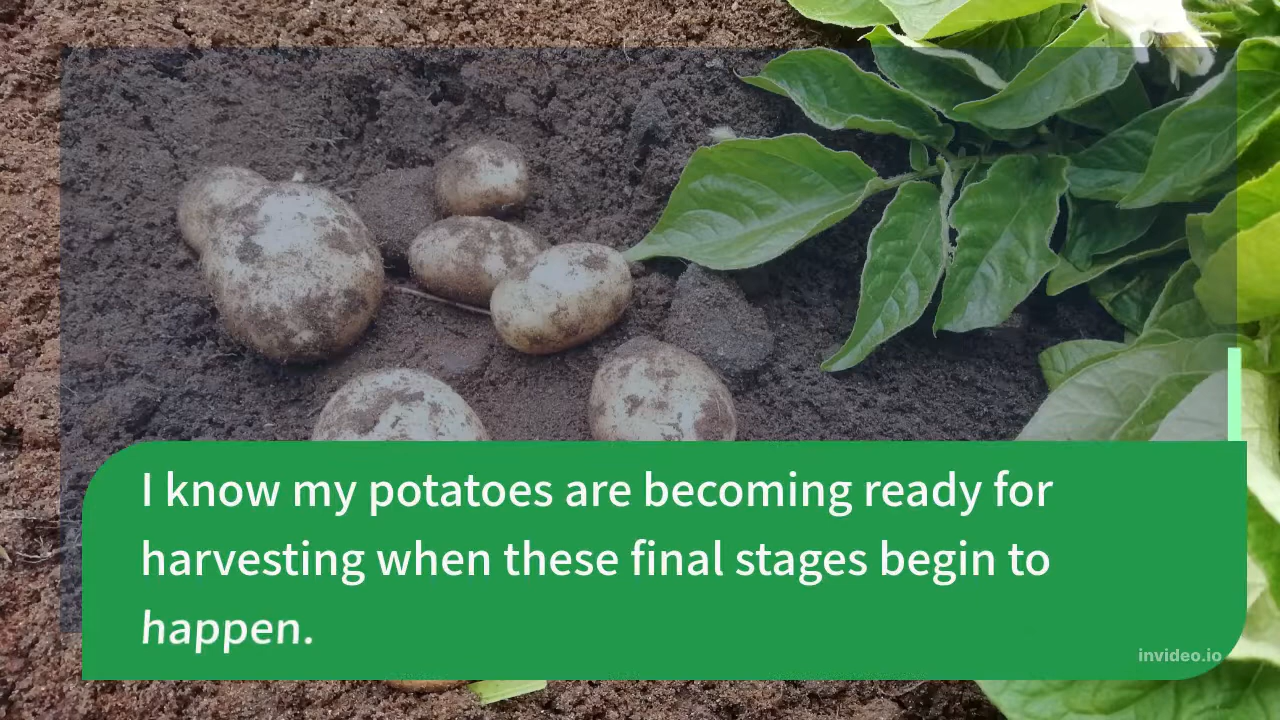 I know my potatoes are becoming ready for
harvesting when these final stages begin to
happen.
invideo.io